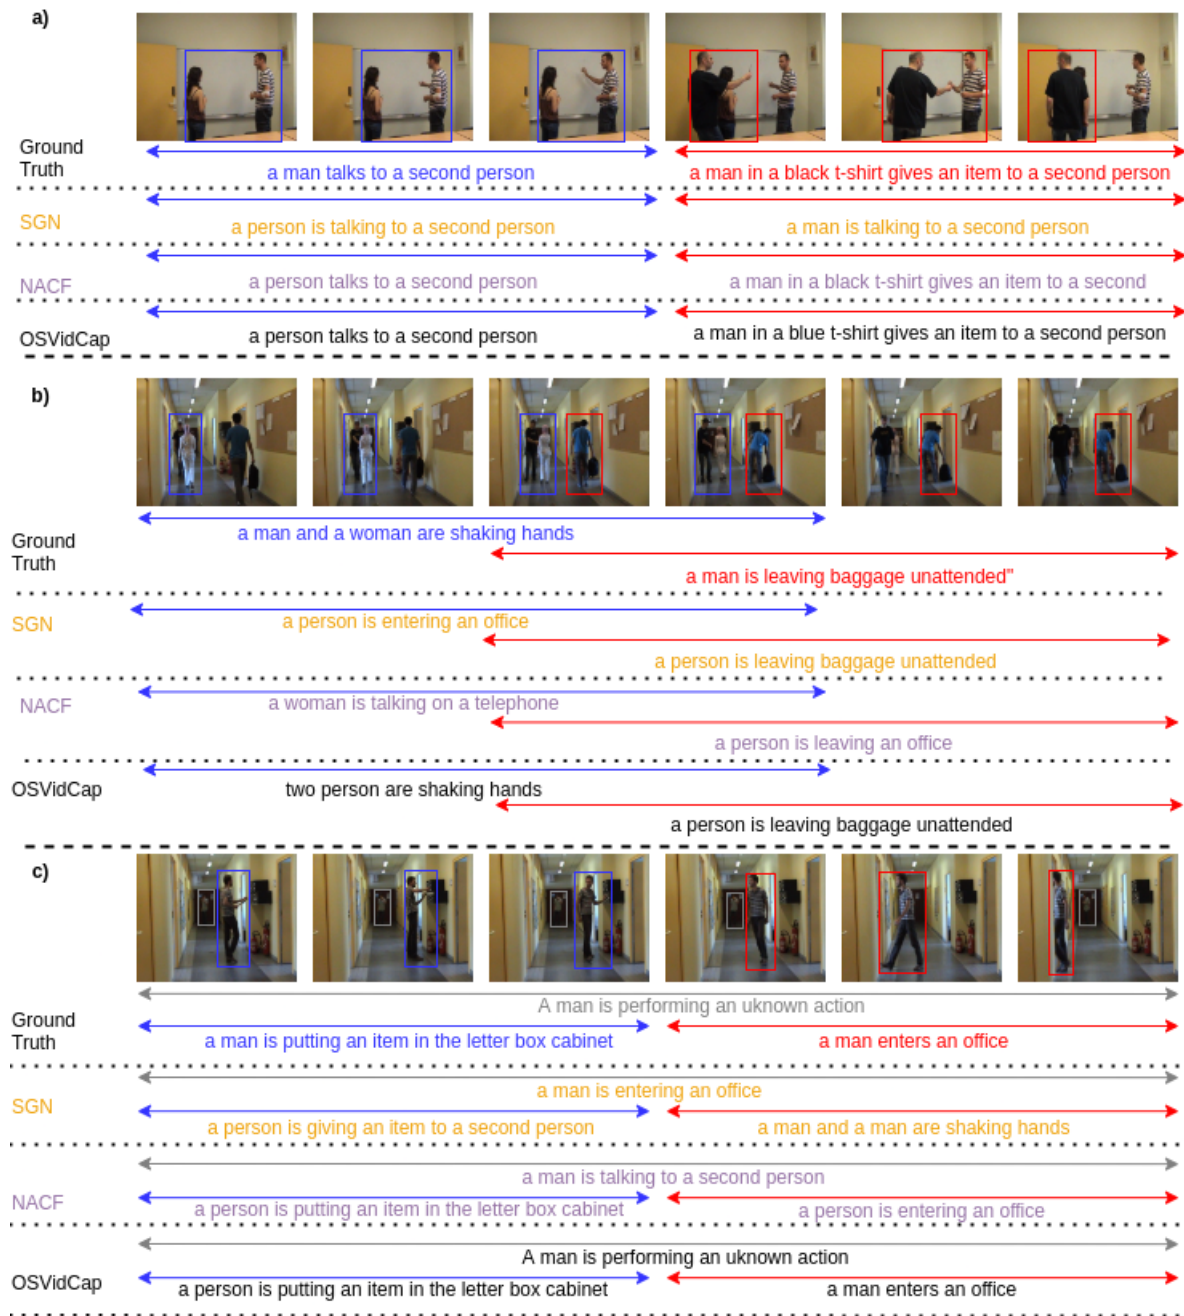 a)
Ground
Truth
a man talks to a second person
a man in a black t-shirt gives an item to a second person
SGN
a person is talking to a second person
a man is talking to a second person
NACF
a person talks to a second person
a man in a black t-shirt gives an item to a second
OSVidCap
a person talks to a second person
a man in a blue t-shirt gives an item to a second person
b)
Ground
Truth
a man and a woman are shaking hands
a man is leaving baggage unattended"
SGN
a person is entering an office
a person is leaving baggage unattended
NACF
a woman is talking on a telephone
a person is leaving an office
OSVidCap
two person are shaking hands
a person is leaving baggage unattended
c)
Ground
Truth
A man is performing an uknown action
a man is putting an item in the letter box cabinet
a man enters an office
SGN
a man is entering an office
a person is giving an item to a second person
a man and a man are shaking hands
NACF
a man is talking to a second person
a person is putting an item in the letter box cabinet
a person is entering an office
OSVidCap
A man is performing an uknown action
a person is putting an item in the letter box cabinet
a man enters an office